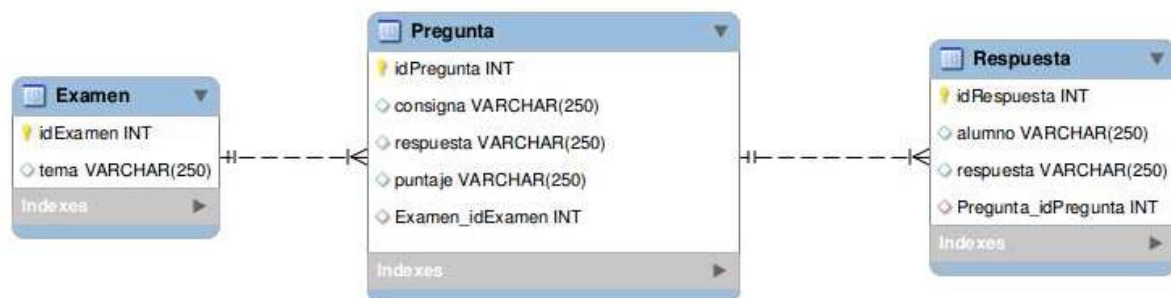 Examen
idExamen INT
tema VARCHAR(250)
Indexes
Pregunta
idPregunta INT
consigna VARCHAR(250)
respuesta VARCHAR(250)
puntaje VARCHAR(250)
Examen_idExamen INT
Indexes
Respuesta
idRespuesta INT
alumno VARCHAR(250)
respuesta VARCHAR(250)
Pregunta_idPregunta INT
Indexes